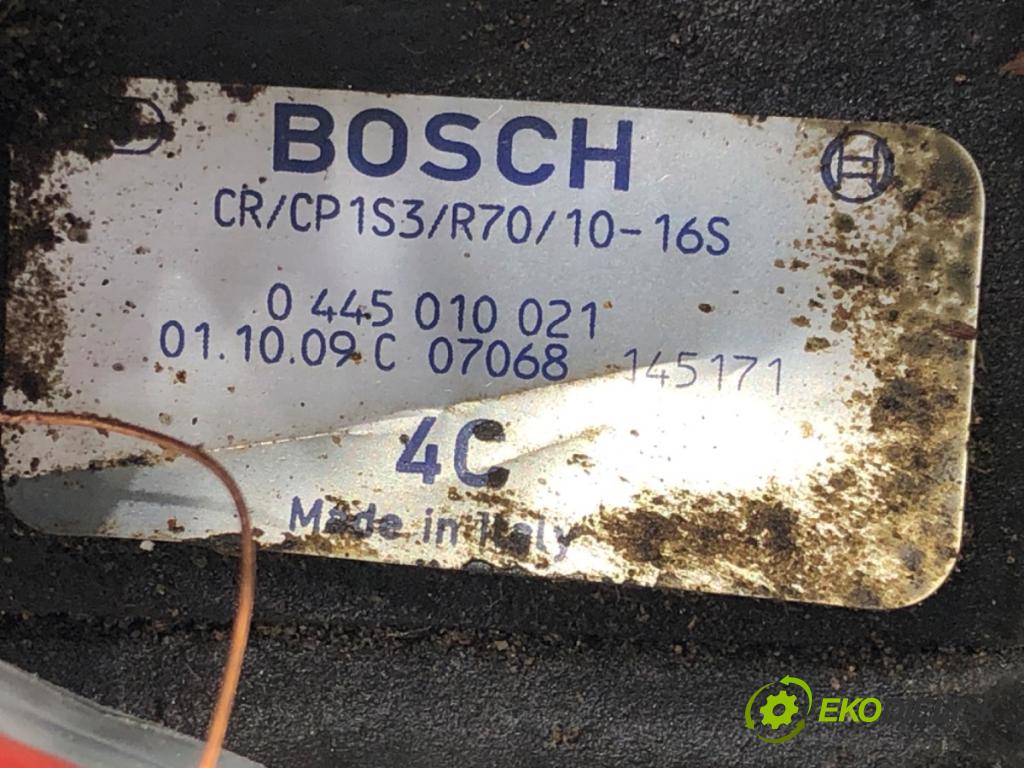 BOSCH
CR/CP1S3/R70/10-16S
0 445 010 021
01.10.09 C 07068 145171
4C
Made in Italy
EKO